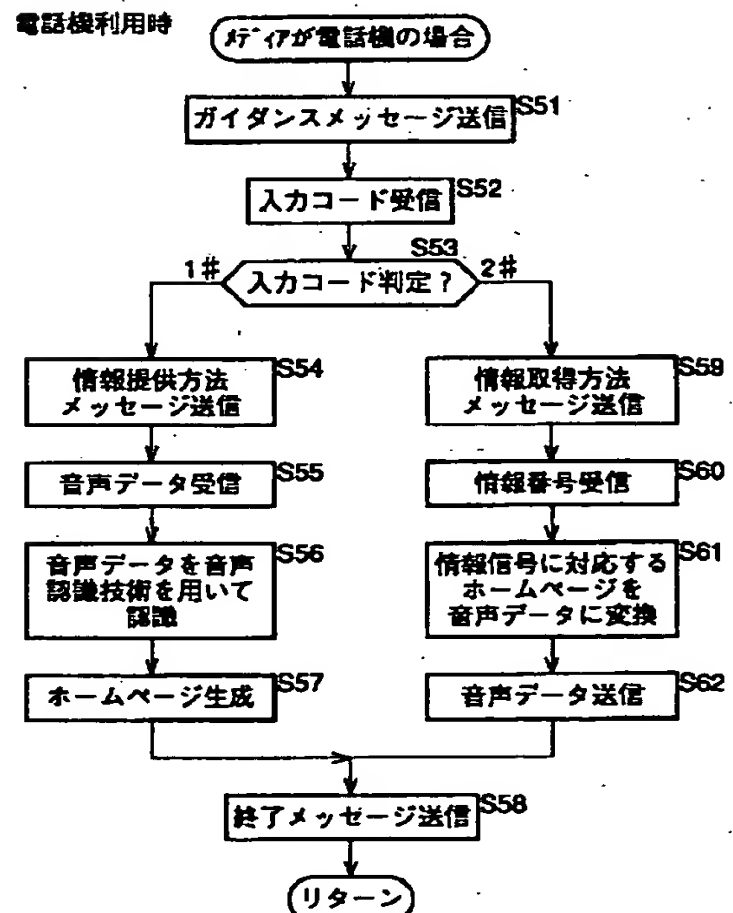 電話機利用時
ﾒﾃﾞｨｱが電話機の場合
ガイダンスメッセージ送信
S51
入力コード受信
S52
S53
1#
入力コード判定？
2#
情報提供方法
メッセージ送信
S54
音声データ受信
S55
音声データを音声
認識技術を用いて
認識
S56
ホームページ生成
S57
情報取得方法
メッセージ送信
S59
情報番号受信
S60
情報信号に対応する
ホームページを
音声データに変換
S61
音声データ送信
S62
終了メッセージ送信
S58
リターン